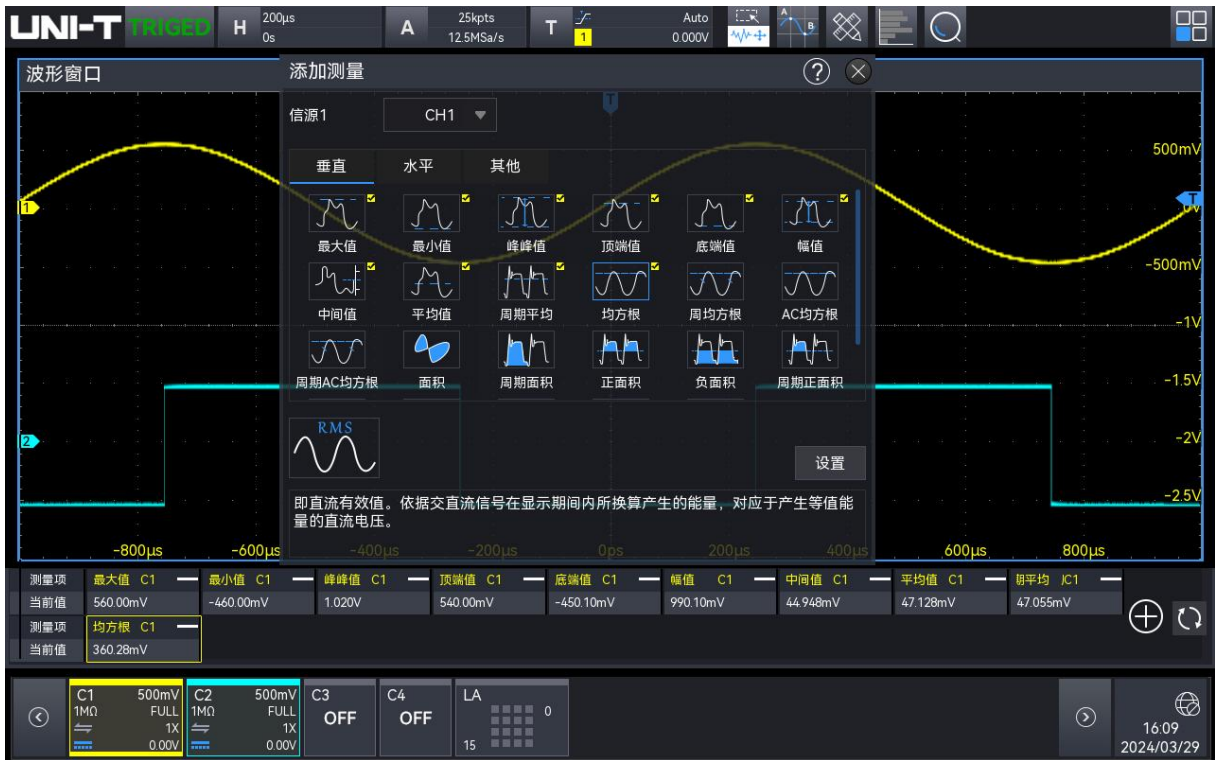 UNI-T TRIGED H 200μs 0s A 25kpts 12.5MSa/s T 1 Auto 0.000V A B
波形窗口
添加测量
信源1 CH1
T
垂直 水平 其他
500mV
1
T
0V
最大值 最小值 峰峰值 顶端值 底端值 幅值
-500mV
中间值 平均值 周期平均 均方根 周均方根 AC均方根
-1V
周期AC均方根 面积 周期面积 正面积 负面积 周期正面积
-1.5V
RMS
2
-2V
设置
-2.5V
即直流有效值。依据交直流信号在显示期间内所换算产生的能量，对应于产生等值能
量的直流电压。
-800μs -600μs -400μs -200μs 0ps 200μs 400μs 600μs 800μs
测量项 最大值 C1 最小值 C1 峰峰值 C1 顶端值 C1 底端值 C1 幅值 C1 中间值 C1 平均值 C1 期平均 C1
当前值 560.00mV -460.00mV 1.020V 540.00mV -450.10mV 990.10mV 44.948mV 47.128mV 47.055mV
测量项 均方根 C1
当前值 360.28mV
C1 500mV C2 500mV C3 C4 LA
1MΩ FULL 1MΩ FULL OFF OFF 0
1X 1X
0.00V 0.00V 15
16:09
2024/03/29